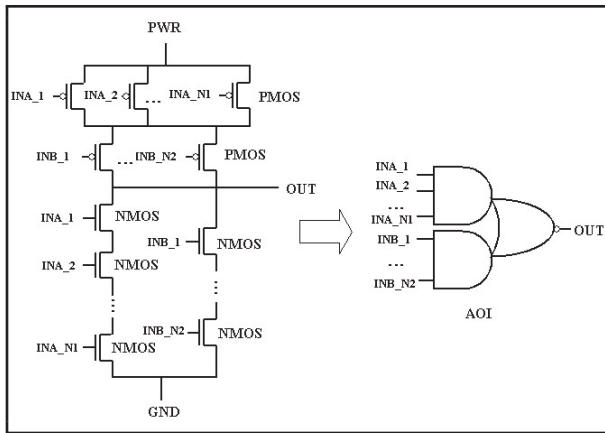 PWR
INA_1
INA_2
...
INA_N1
PMOS
INB_1
...
INB_N2
PMOS
OUT
INA_1
NMOS
INB_1
NMOS
INA_2
NMOS
INA_N1
NMOS
INB_N2
NMOS
GND
INA_1
INA_2
...
INA_N1
INB_1
...
INB_N2
OUT
AOI